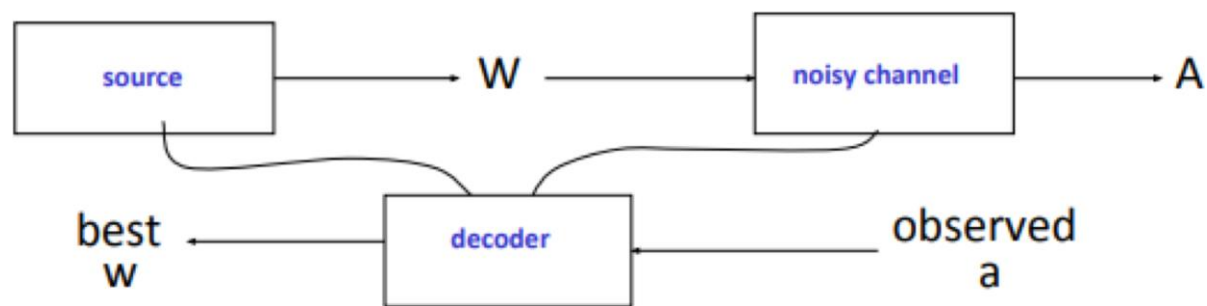 source
W
noisy channel
A
best
w
decoder
observed
a